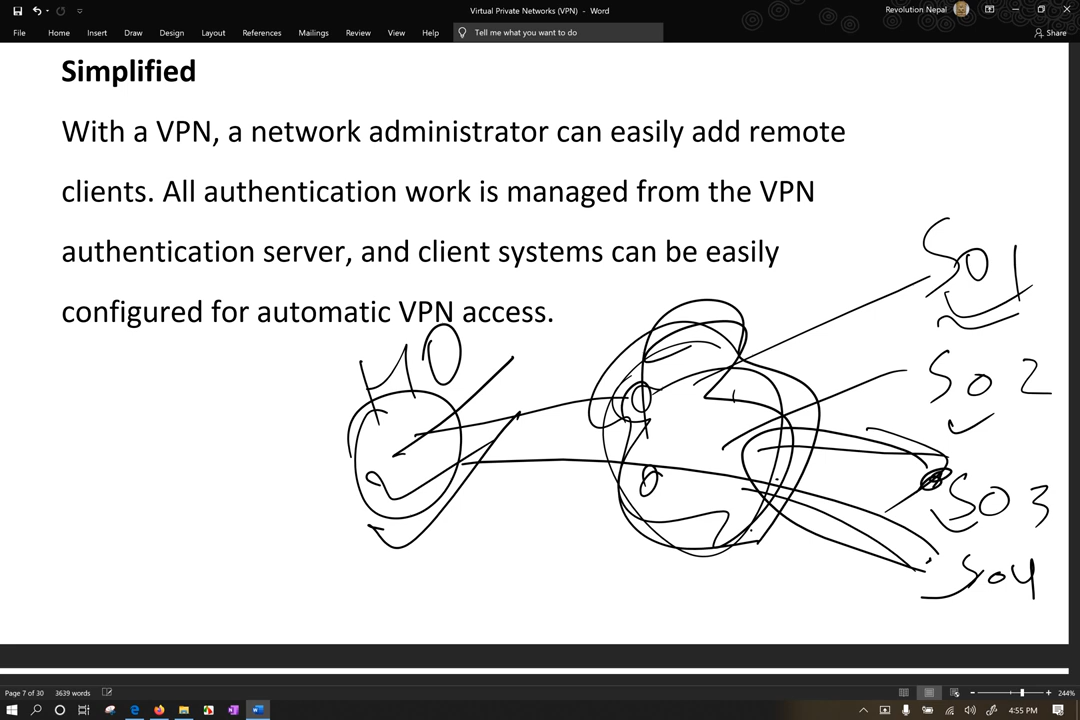 Virtual Private Networks (VPN) - Word
Revolution Nepal
File Home Insert Draw Design Layout References Mailings Review View Help Tell me what you want to do Share
Simplified
With a VPN, a network administrator can easily add remote
clients. All authentication work is managed from the VPN
authentication server, and client systems can be easily
configured for automatic VPN access.
HO
SO1
SO2
SO3
SO4
Page 7 of 30 3639 words 244%
4:55 PM